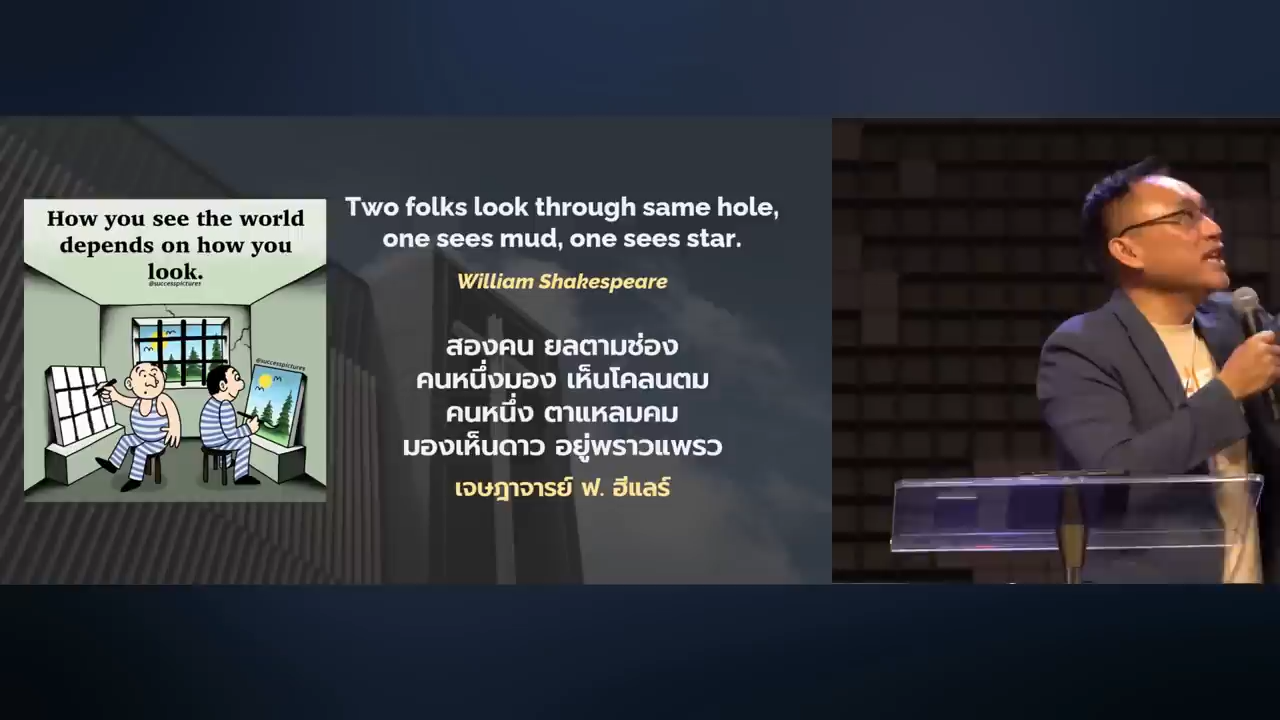 How you see the world
depends on how you
look.
@successpictures
@successpictures
Two folks look through same hole,
one sees mud, one sees star.
William Shakespeare
สองคน ยลตามช่อง
คนหนึ่งมอง เห็นโคลนตม
คนหนึ่ง ตาแหลมคม
มองเห็นดาว อยู่พราวแพรว
เจษฎาจารย์ ฟ. ฮีแลร์